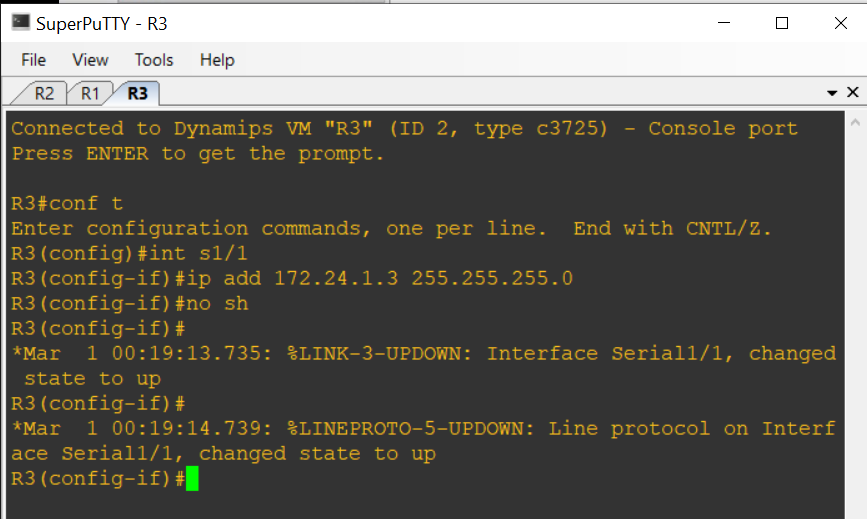 SuperPuTTY - R3
File View Tools Help
R2 R1 R3
Connected to Dynamips VM "R3" (ID 2, type c3725) - Console port
Press ENTER to get the prompt.
R3#conf t
Enter configuration commands, one per line.  End with CNTL/Z.
R3(config)#int s1/1
R3(config-if)#ip add 172.24.1.3 255.255.255.0
R3(config-if)#no sh
R3(config-if)#
*Mar  1 00:19:13.735: %LINK-3-UPDOWN: Interface Serial1/1, changed
 state to up
R3(config-if)#
*Mar  1 00:19:14.739: %LINEPROTO-5-UPDOWN: Line protocol on Interf
ace Serial1/1, changed state to up
R3(config-if)#